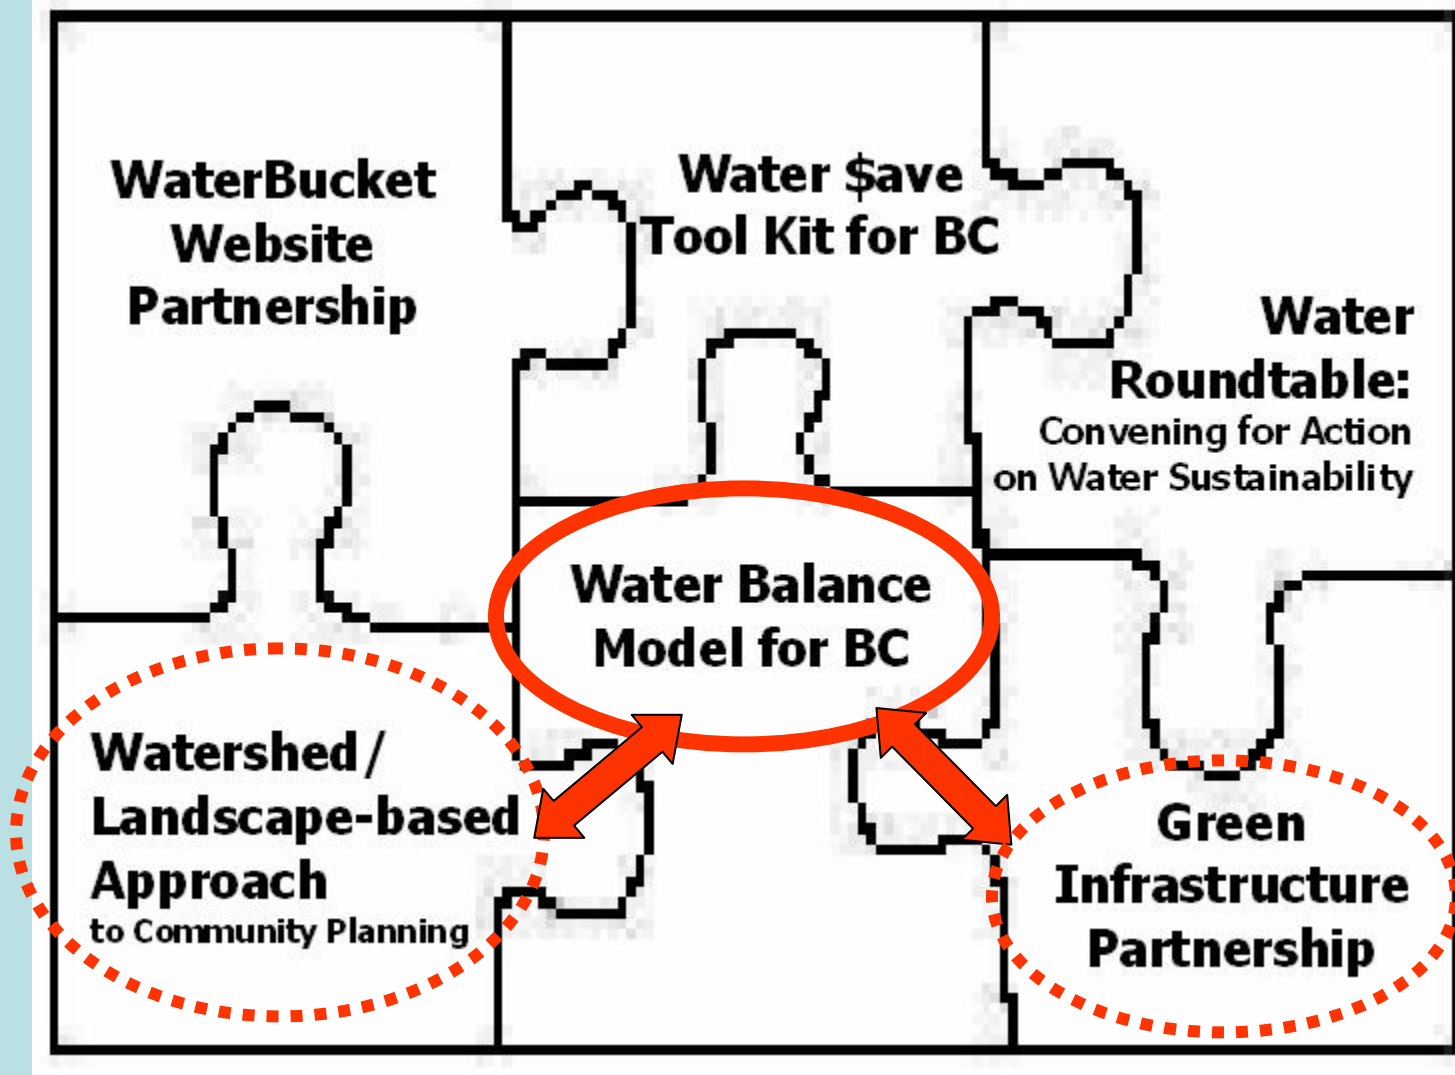 WaterBucket
Website
Partnership
Water $ave
Tool Kit for BC
Water
Roundtable:
Convening for Action
on Water Sustainability
Water Balance
Model for BC
Watershed/
Landscape-based
Approach
to Community Planning
Green
Infrastructure
Partnership